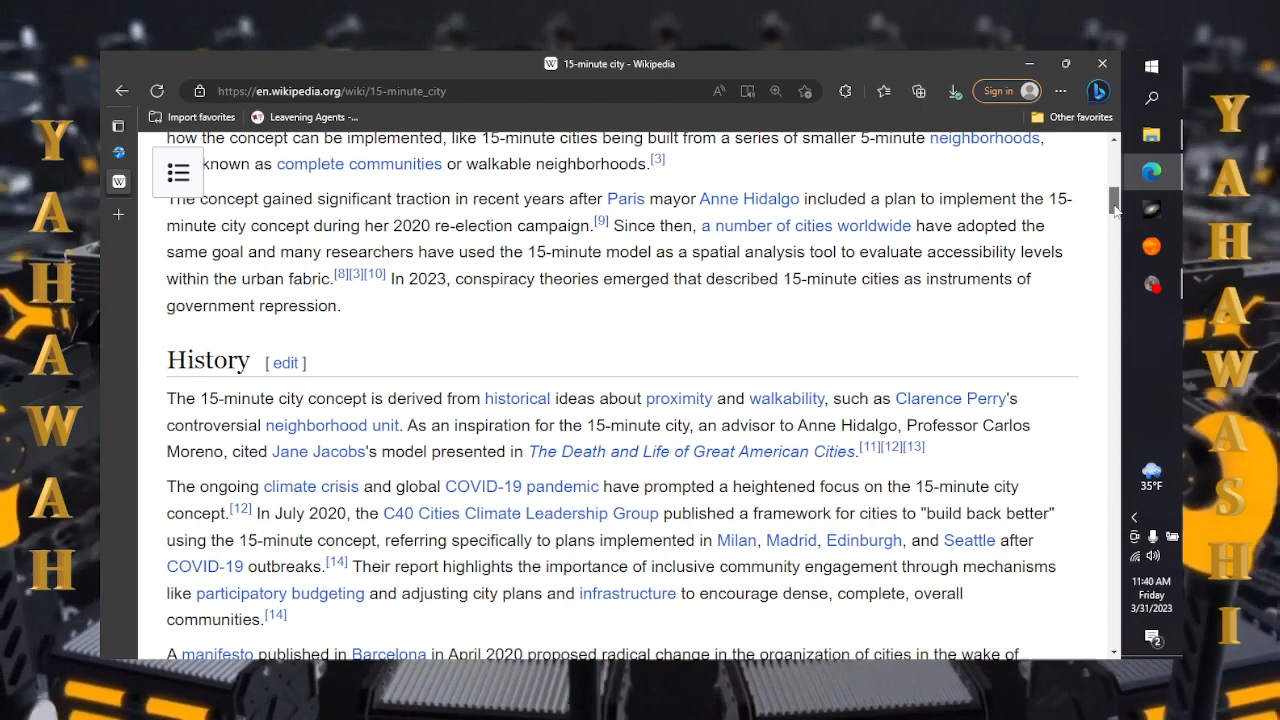 15-minute city - Wikipedia
https://en.wikipedia.org/wiki/15-minute_city
Sign in
Import favorites
Leavening Agents -...
Other favorites
how the concept can be implemented, like 15-minute cities being built from a series of smaller 5-minute neighborhoods,
known as complete communities or walkable neighborhoods.[3]
The concept gained significant traction in recent years after Paris mayor Anne Hidalgo included a plan to implement the 15-
minute city concept during her 2020 re-election campaign.[9] Since then, a number of cities worldwide have adopted the
same goal and many researchers have used the 15-minute model as a spatial analysis tool to evaluate accessibility levels
within the urban fabric.[8][3][10] In 2023, conspiracy theories emerged that described 15-minute cities as instruments of
government repression.
History [ edit ]
The 15-minute city concept is derived from historical ideas about proximity and walkability, such as Clarence Perry's
controversial neighborhood unit. As an inspiration for the 15-minute city, an advisor to Anne Hidalgo, Professor Carlos
Moreno, cited Jane Jacobs's model presented in The Death and Life of Great American Cities.[11][12][13]
The ongoing climate crisis and global COVID-19 pandemic have prompted a heightened focus on the 15-minute city
concept.[12] In July 2020, the C40 Cities Climate Leadership Group published a framework for cities to "build back better"
using the 15-minute concept, referring specifically to plans implemented in Milan, Madrid, Edinburgh, and Seattle after
COVID-19 outbreaks.[14] Their report highlights the importance of inclusive community engagement through mechanisms
like participatory budgeting and adjusting city plans and infrastructure to encourage dense, complete, overall
communities.[14]
A manifesto published in Barcelona in April 2020 proposed radical change in the organization of cities in the wake of
35°F
11:40 AM
Friday
3/31/2023
2
YAHAWAH
YAHAWASHI